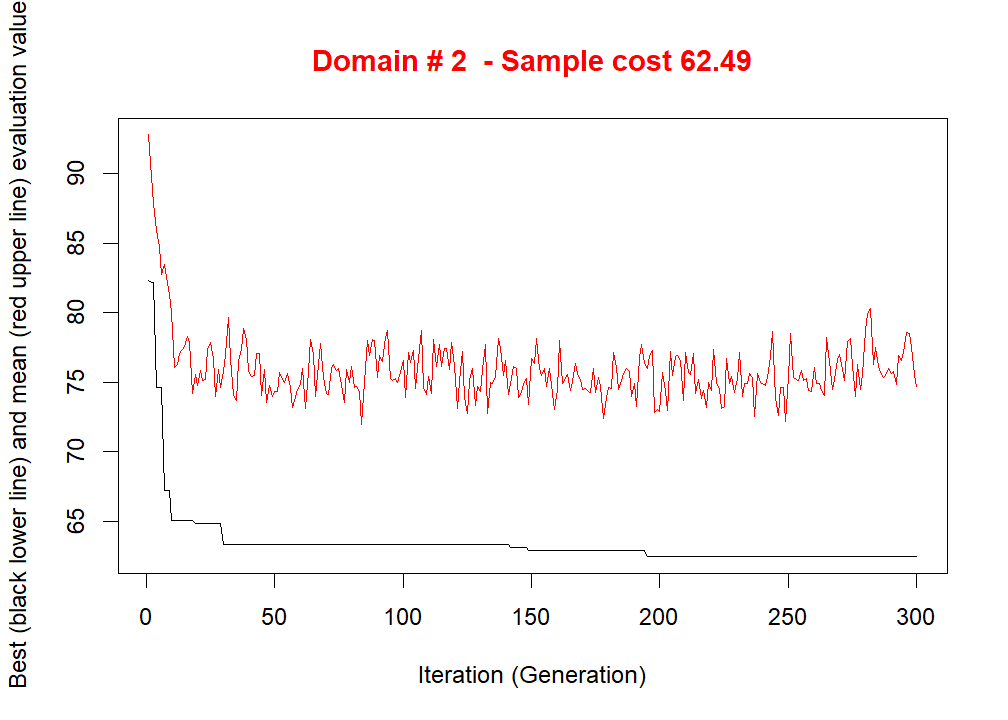 Domain # 2  - Sample cost 62.49
Best (black lower line) and mean (red upper line) evaluation value
90
85
80
75
70
65
0 50 100 150 200 250 300
Iteration (Generation)